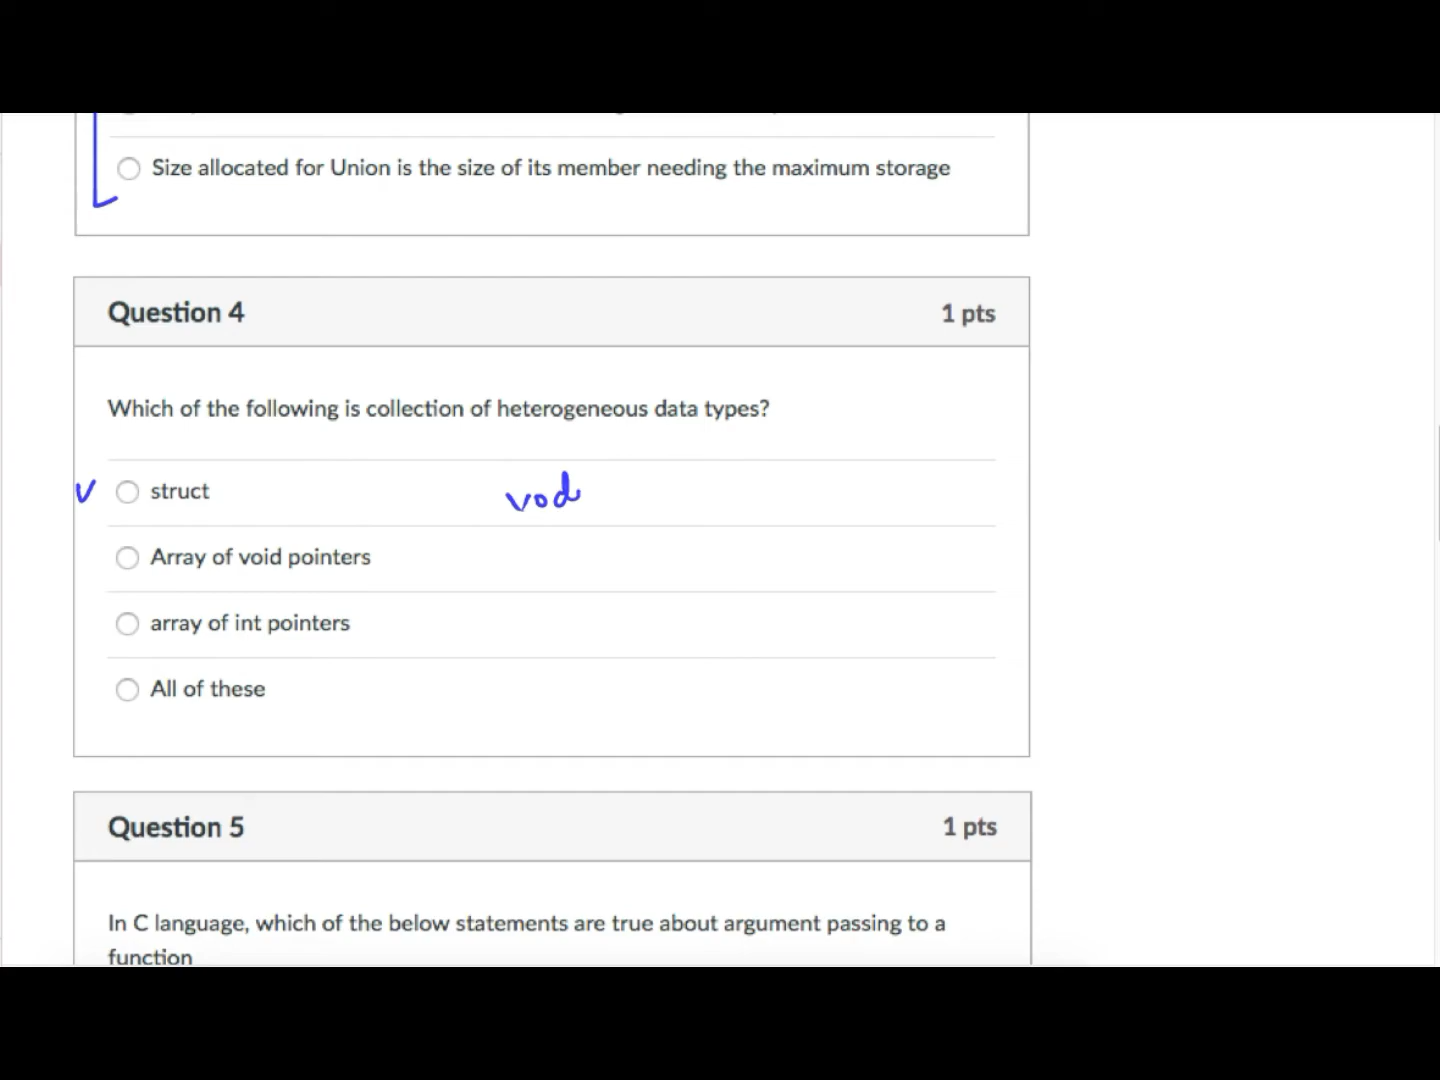 Size allocated for Union is the size of its member needing the maximum storage
Question 4 1 pts
Which of the following is collection of heterogeneous data types?
v struct vod
Array of void pointers
array of int pointers
All of these
Question 5 1 pts
In C language, which of the below statements are true about argument passing to a
function